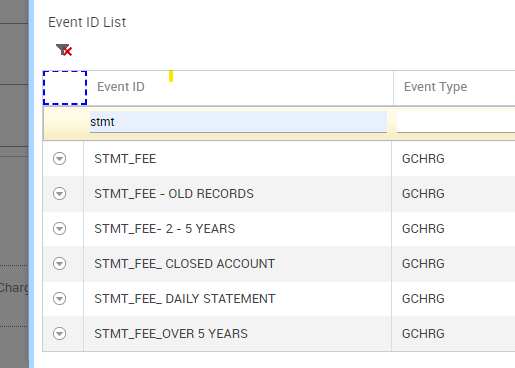 Event ID List
Event ID Event Type
stmt
STMT_FEE GCHRG
STMT_FEE - OLD RECORDS GCHRG
STMT_FEE- 2 - 5 YEARS GCHRG
STMT_FEE_ CLOSED ACCOUNT GCHRG
Charg
STMT_FEE_ DAILY STATEMENT GCHRG
STMT_FEE_OVER 5 YEARS GCHRG